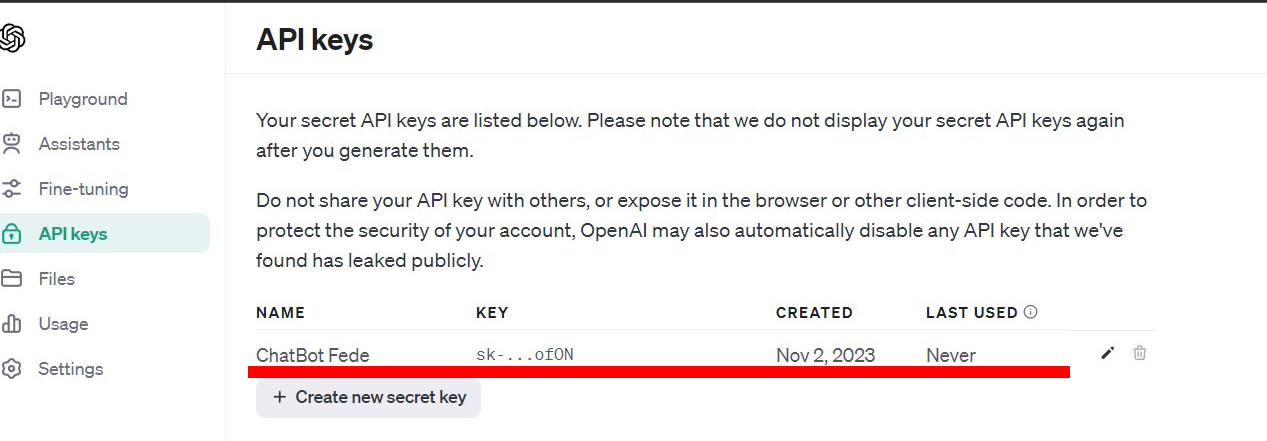 API keys
Playground
Assistants
Fine-tuning
API keys
Files
Usage
Settings
Your secret API keys are listed below. Please note that we do not display your secret API keys again
after you generate them.
Do not share your API key with others, or expose it in the browser or other client-side code. In order to
protect the security of your account, OpenAI may also automatically disable any API key that we've
found has leaked publicly.
NAME KEY CREATED LAST USED
ChatBot Fede sk-...ofON Nov 2, 2023 Never
+ Create new secret key